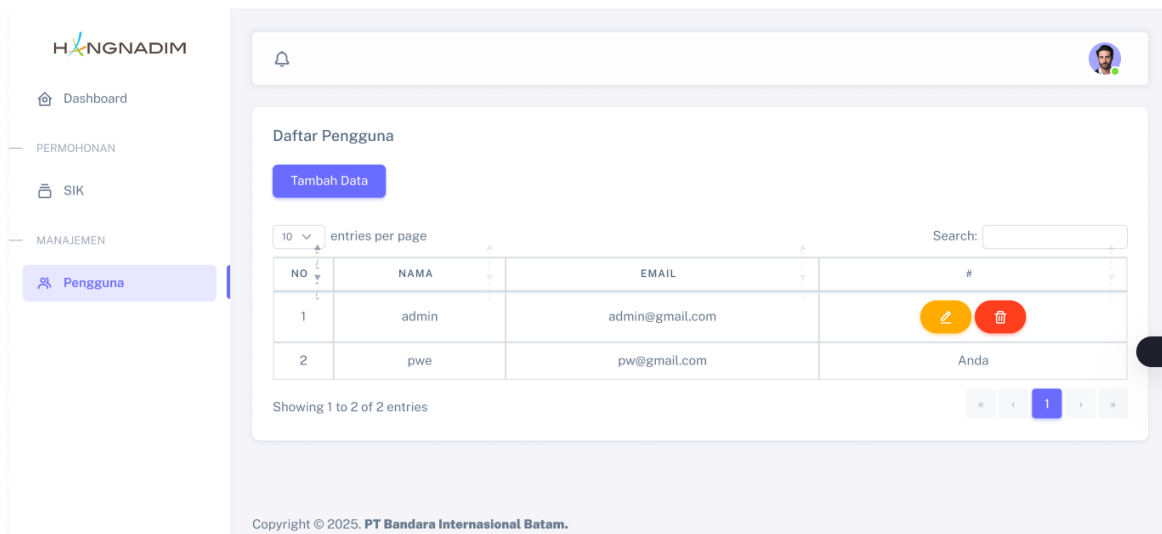 HANGNADIM
Dashboard
PERMOHONAN
SIK
MANAJEMEN
Pengguna
Daftar Pengguna
Tambah Data
10 entries per page
Search:
NO NAMA EMAIL #
1 admin admin@gmail.com
2 pwe pw@gmail.com Anda
Showing 1 to 2 of 2 entries
« ‹ 1 › »
Copyright © 2025. PT Bandara Internasional Batam.